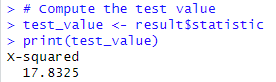 > # Compute the test value
> test_value <- result$statistic
> print(test_value)
X-squared
17.8325